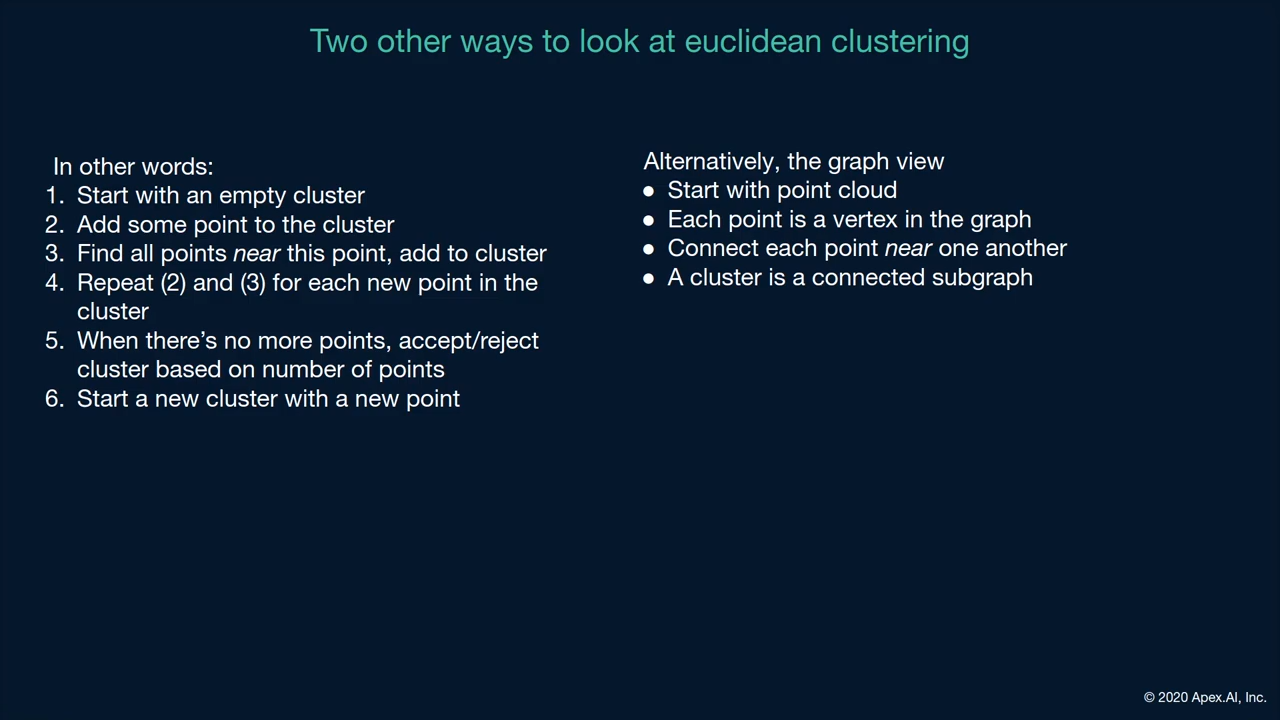 Two other ways to look at euclidean clustering
In other words:
1. Start with an empty cluster
2. Add some point to the cluster
3. Find all points near this point, add to cluster
4. Repeat (2) and (3) for each new point in the
cluster
5. When there’s no more points, accept/reject
cluster based on number of points
6. Start a new cluster with a new point
Alternatively, the graph view
● Start with point cloud
● Each point is a vertex in the graph
● Connect each point near one another
● A cluster is a connected subgraph
© 2020 Apex.AI, Inc.